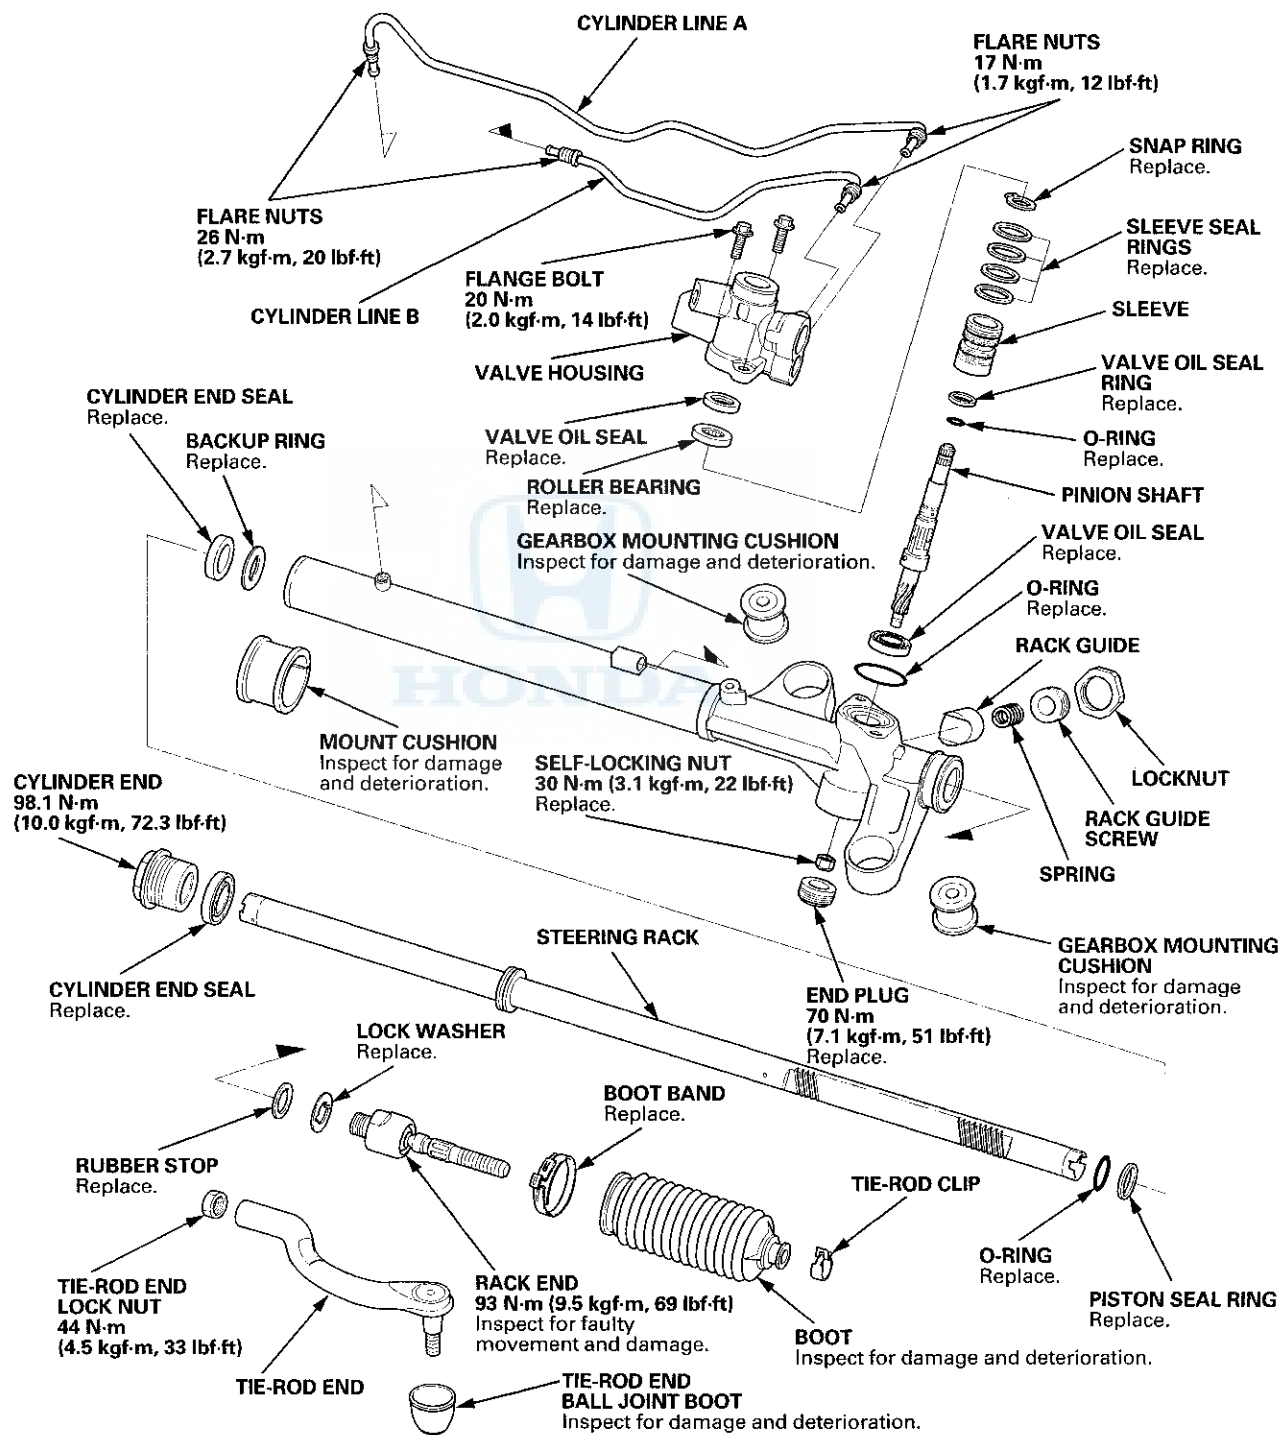 CYLINDER LINE A
FLARE NUTS
17 N·m
(1.7 kgf·m, 12 lbf·ft)
SNAP RING
Replace.
FLARE NUTS
26 N·m
(2.7 kgf·m, 20 lbf·ft)
SLEEVE SEAL
RINGS
Replace.
FLANGE BOLT
20 N·m
(2.0 kgf·m, 14 lbf·ft)
CYLINDER LINE B
SLEEVE
VALVE HOUSING
VALVE OIL SEAL
RING
Replace.
CYLINDER END SEAL
Replace.
BACKUP RING
Replace.
VALVE OIL SEAL
Replace.
O-RING
Replace.
ROLLER BEARING
Replace.
PINION SHAFT
GEARBOX MOUNTING CUSHION
Inspect for damage and deterioration.
VALVE OIL SEAL
Replace.
O-RING
Replace.
RACK GUIDE
HONDA
MOUNT CUSHION
Inspect for damage
and deterioration.
SELF-LOCKING NUT
30 N·m (3.1 kgf·m, 22 lbf·ft)
Replace.
LOCKNUT
CYLINDER END
98.1 N·m
(10.0 kgf·m, 72.3 lbf·ft)
RACK GUIDE
SCREW
SPRING
STEERING RACK
GEARBOX MOUNTING
CUSHION
Inspect for damage
and deterioration.
CYLINDER END SEAL
Replace.
END PLUG
70 N·m
(7.1 kgf·m, 51 lbf·ft)
Replace.
LOCK WASHER
Replace.
BOOT BAND
Replace.
RUBBER STOP
Replace.
TIE-ROD CLIP
O-RING
Replace.
TIE-ROD END
LOCK NUT
44 N·m
(4.5 kgf·m, 33 lbf·ft)
RACK END
93 N·m (9.5 kgf·m, 69 lbf·ft)
Inspect for faulty
movement and damage.
PISTON SEAL RING
Replace.
BOOT
Inspect for damage and deterioration.
TIE-ROD END
TIE-ROD END
BALL JOINT BOOT
Inspect for damage and deterioration.